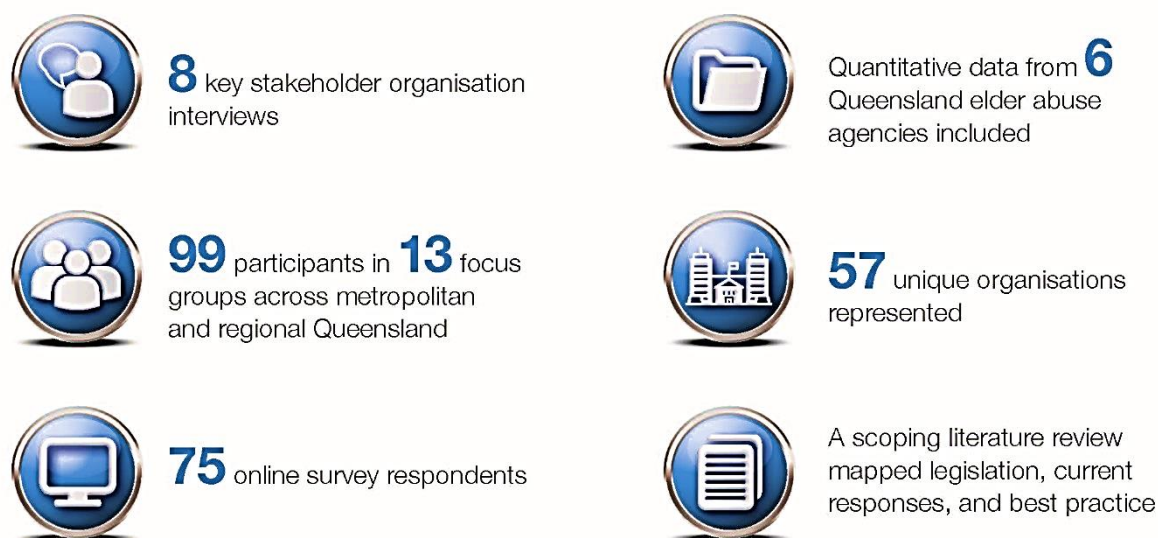 8 key stakeholder organisation
interviews
Quantitative data from 6
Queensland elder abuse
agencies included
99 participants in 13 focus
groups across metropolitan
and regional Queensland
57 unique organisations
represented
75 online survey respondents
A scoping literature review
mapped legislation, current
responses, and best practice